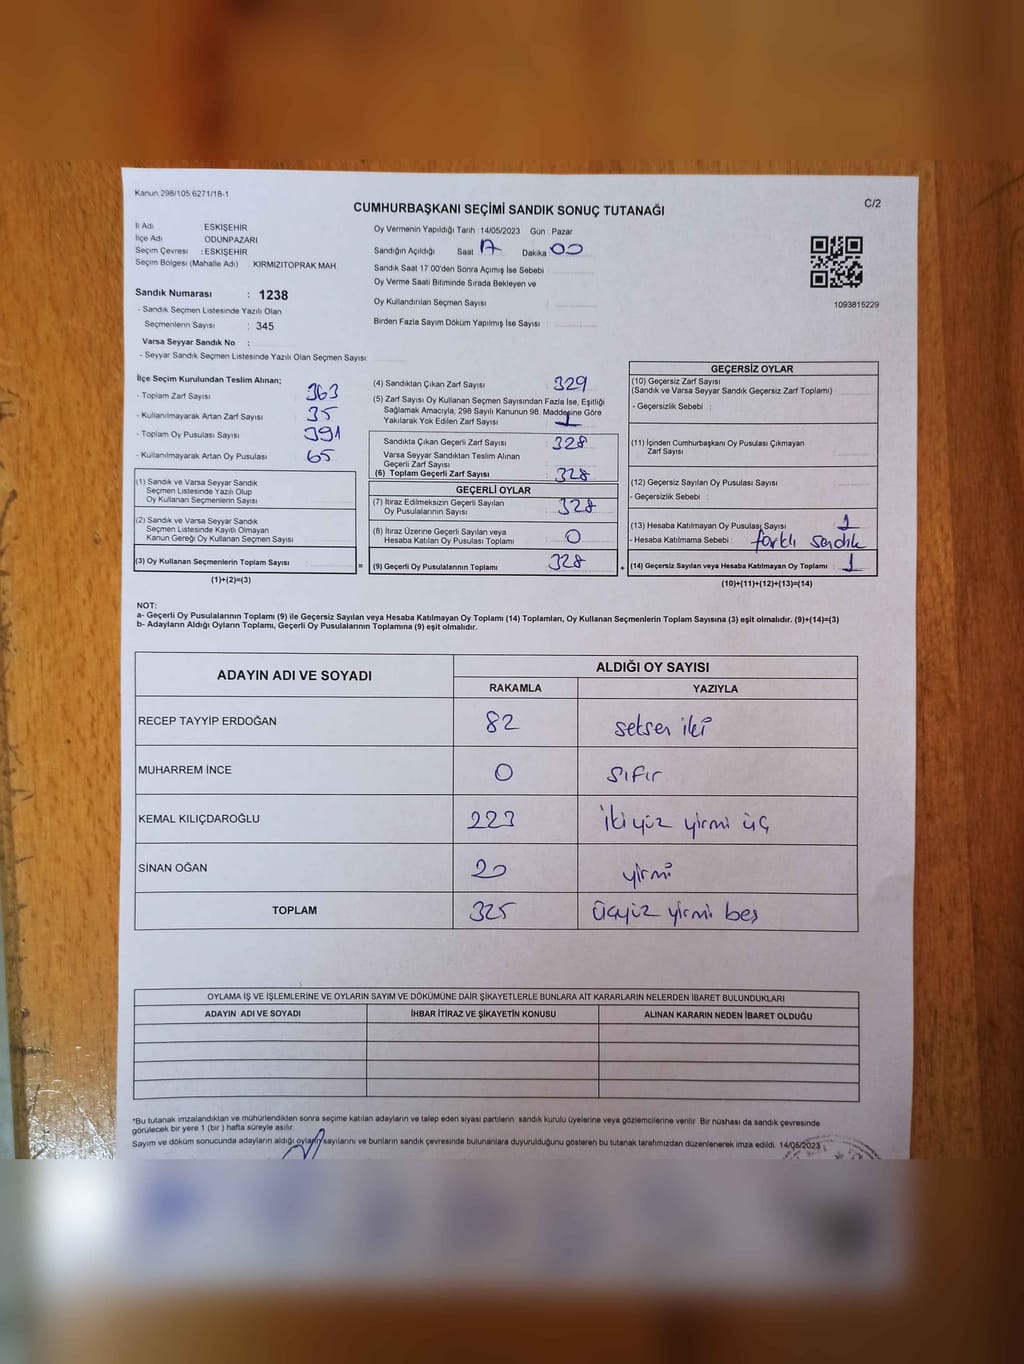 Kanun 298/105 6271/18-1
CUMHURBAŞKANI SEÇİMİ SANDIK SONUÇ TUTANAĞI
C/2
İl Adı ESKİŞEHİR
İlçe Adı ODUNPAZARI
Seçim Çevresi : ESKİŞEHİR
Seçim Bölgesi (Mahalle Adı) KIRMIZITOPRAK MAH
Sandık Numarası : 1238
- Sandık Seçmen Listesinde Yazılı Olan
Seçmenlerin Sayısı : 345
Varsa Seyyar Sandık No :
- Seyyar Sandık Seçmen Listesinde Yazılı Olan Seçmen Sayısı:
Oy Vermenin Yapıldığı Tarih 14/05/2023 Gün Pazar
Sandığın Açıldığı Saat 17 Dakika 00
Sandık Saat 17:00'den Sonra Açımış İse Sebebi
Oy Verme Saati Bitiminde Sırada Bekleyen ve
Oy Kullandırılan Seçmen Sayısı
Birden Fazla Sayım Döküm Yapılmış İse Sayısı
1093815229
İlçe Seçim Kurulundan Teslim Alınan;
- Toplam Zarf Sayısı 363
- Kullanılmayarak Artan Zarf Sayısı 35
- Toplam Oy Pusulası Sayısı 391
- Kullanılmayarak Artan Oy Pusulası 65
(1) Sandık ve Varsa Seyyar Sandık
Seçmen Listesinde Yazılı Olup
Oy Kullanan Seçmenlerin Sayısı
(2) Sandık ve Varsa Seyyar Sandık
Seçmen Listesinde Kayıtlı Olmayan
Kanun Gereği Oy Kullanan Seçmen Sayısı
(3) Oy Kullanan Seçmenlerin Toplam Sayısı
=
(1)+(2)=(3)
(4) Sandıktan Çıkan Zarf Sayısı 329
(5) Zarf Sayısı Oy Kullanan Seçmen Sayısından Fazla İse, Eşitliği
Sağlamak Amacıyla, 298 Sayılı Kanunun 98. Maddesine Göre
Yakılarak Yok Edilen Zarf Sayısı 1
Sandıkta Çıkan Geçerli Zarf Sayısı 328
Varsa Seyyar Sandıktan Teslim Alınan
Geçerli Zarf Sayısı
(6) Toplam Geçerli Zarf Sayısı 328
GEÇERLİ OYLAR
(7) İtiraz Edilmeksizin Geçerli Sayılan
Oy Pusulalarının Sayısı 328
(8) İtiraz Üzerine Geçerli Sayılan veya
Hesaba Katılan Oy Pusulası Toplamı 0
(9) Geçerli Oy Pusulalarının Toplamı 328
+
GEÇERSİZ OYLAR
(10) Geçersiz Zarf Sayısı
(Sandık ve Varsa Seyyar Sandık Geçersiz Zarf Toplamı)
- Geçersizlik Sebebi :
(11) İçinden Cumhurbaşkanı Oy Pusulası Çıkmayan
Zarf Sayısı
(12) Geçersiz Sayılan Oy Pusulası Sayısı
- Geçersizlik Sebebi :
(13) Hesaba Katılmayan Oy Pusulası Sayısı 1
- Hesaba Katılmama Sebebi : farklı sandık
(14) Geçersiz Sayılan veya Hesaba Katılmayan Oy Toplamı : 1
(10)+(11)+(12)+(13)=(14)
NOT:
a- Geçerli Oy Pusulalarının Toplamı (9) ile Geçersiz Sayılan veya Hesaba Katılmayan Oy Toplamı (14) Toplamları, Oy Kullanan Seçmenlerin Toplam Sayısına (3) eşit olmalıdır. (9)+(14)=(3)
b- Adayların Aldığı Oyların Toplamı, Geçerli Oy Pusulalarının Toplamına (9) eşit olmalıdır.
ADAYIN ADI VE SOYADI ALDIĞI OY SAYISI
RAKAMLA YAZIYLA
RECEP TAYYİP ERDOĞAN 82 seksen iki
MUHARREM İNCE 0 sıfır
KEMAL KILIÇDAROĞLU 223 iki yüz yirmi üç
SİNAN OĞAN 20 yirmi
TOPLAM 325 üçyüz yirmi beş
OYLAMA İŞ VE İŞLEMLERİNE VE OYLARIN SAYIM VE DÖKÜMÜNE DAİR ŞİKAYETLERLE BUNLARA AİT KARARLARIN NELERDEN İBARET BULUNDUKLARI
ADAYIN ADI VE SOYADI İHBAR İTİRAZ VE ŞİKAYETİN KONUSU ALINAN KARARIN NEDEN İBARET OLDUĞU
*Bu tutanak imzalandıktan ve mühürlendikten sonra seçime katılan adayların ve talep eden siyasi partilerin sandık kurulu üyelerine veya gözlemcilerine verilir. Bir nüshası da sandık çevresinde
görülecek bir yere 1 (bir ) hafta süreyle asılır.
Sayım ve döküm sonucunda adayların aldığı oyların sayılarını ve bunların sandık çevresinde bulunanlara duyurulduğunu gösteren bu tutanak tarafımızdan düzenlenerek imza edildi. 14/05/2023